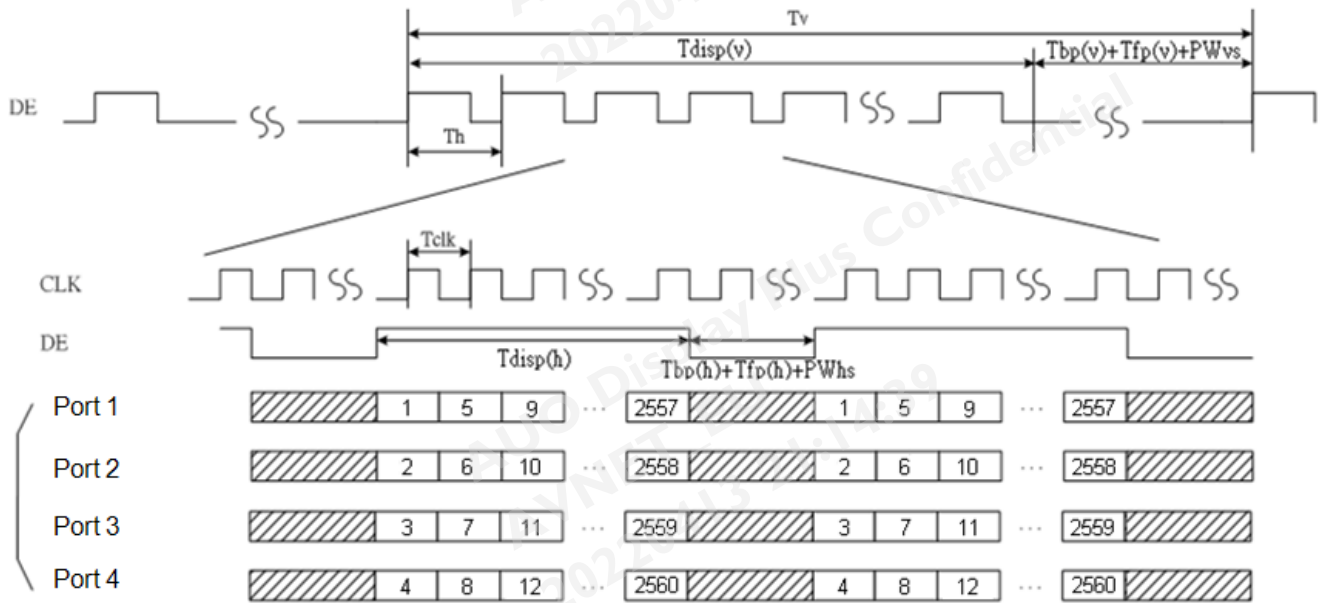 Tv
Tdisp(v)
Tbp(v)+Tfp(v)+PWvs
DE
Th
Tclk
CLK
DE
Tdisp(h)
Tbp(h)+Tfp(h)+PWhs
Port 1
1 5 9 ... 2557 1 5 9 ... 2557
Port 2
2 6 10 ... 2558 2 6 10 ... 2558
Port 3
3 7 11 ... 2559 3 7 11 ... 2559
Port 4
4 8 12 ... 2560 4 8 12 ... 2560
AUO Display Plus Confidential